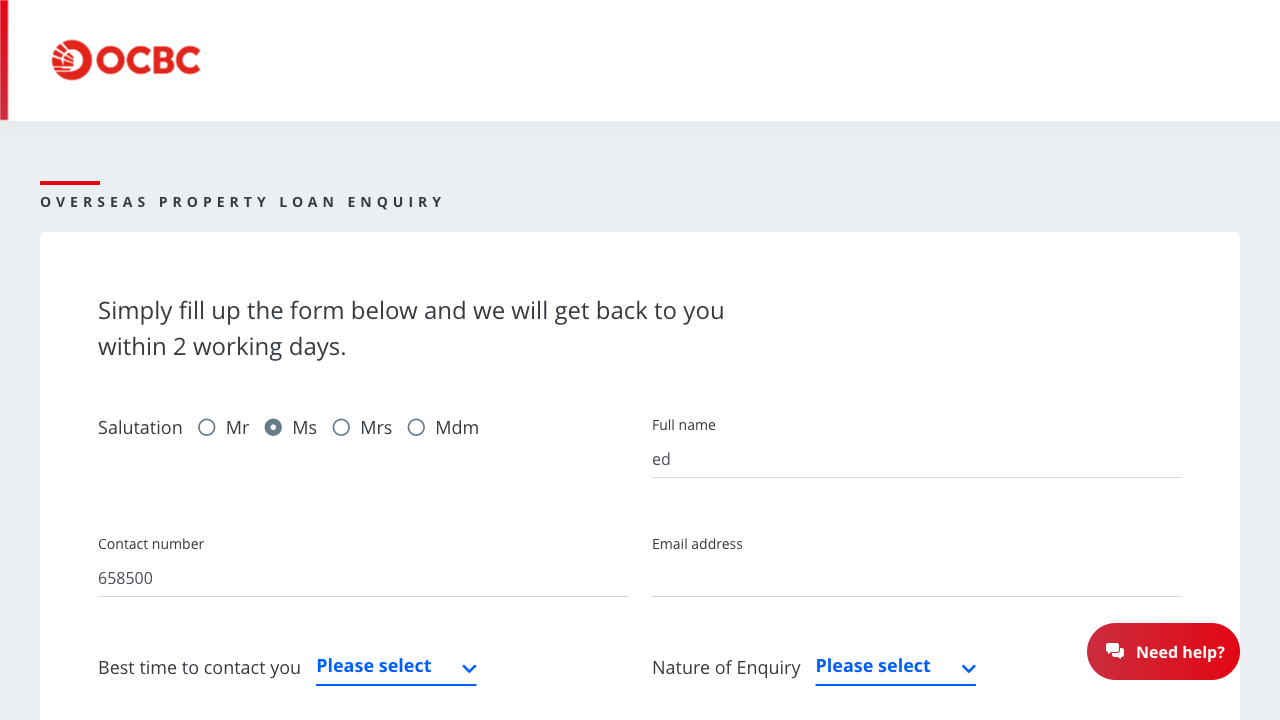 OCBC
OVERSEAS PROPERTY LOAN ENQUIRY
Simply fill up the form below and we will get back to you
within 2 working days.
Salutation Mr Ms Mrs Mdm
Full name
ed
Contact number
658500
Email address
Best time to contact you Please select
Nature of Enquiry Please select
Need help?